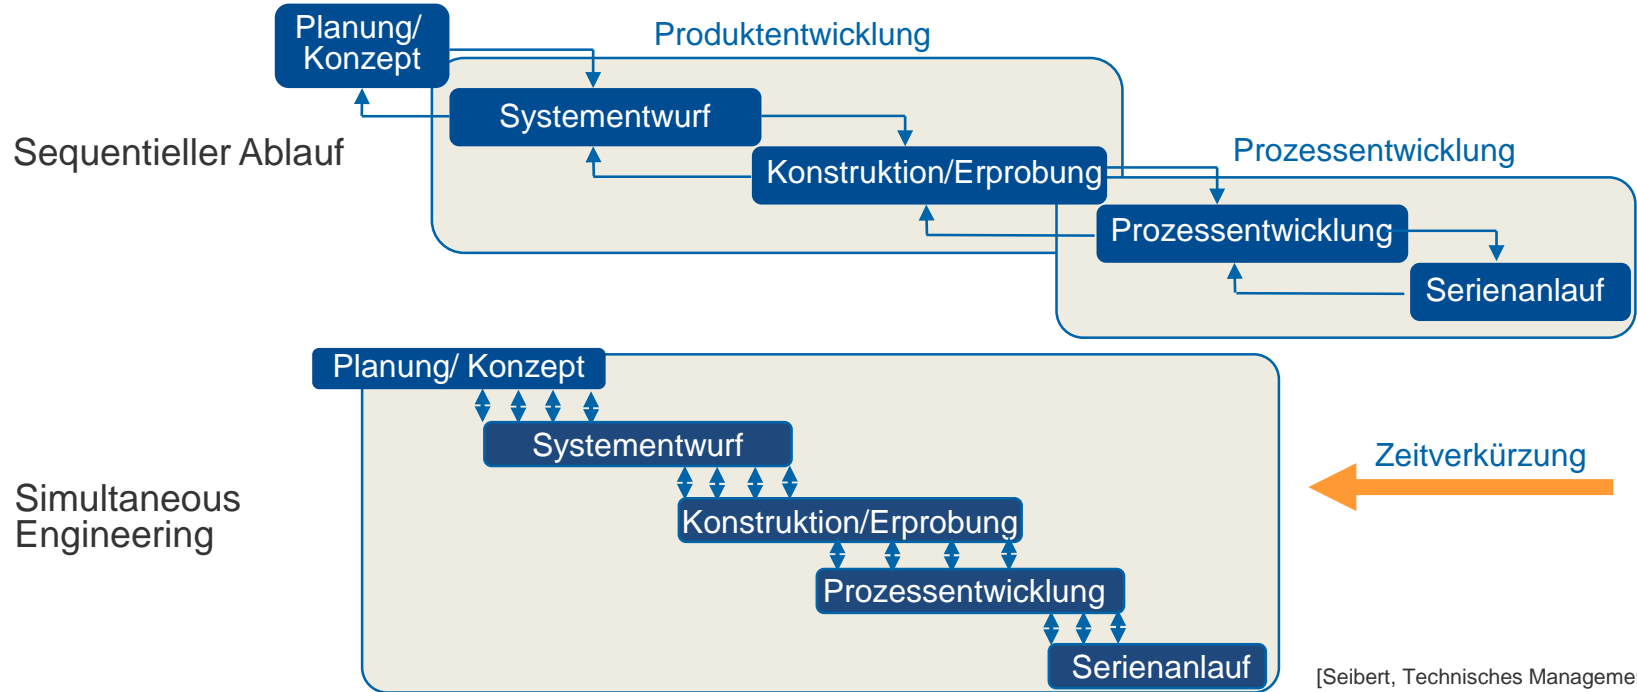 Planung/
Konzept
Produktentwicklung
Systementwurf
Sequentieller Ablauf
Prozessentwicklung
Konstruktion/Erprobung
Prozessentwicklung
Serienanlauf
Planung/ Konzept
Systementwurf
Zeitverkürzung
Simultaneous
Engineering
Konstruktion/Erprobung
Prozessentwicklung
Serienanlauf
[Seibert, Technisches Manageme